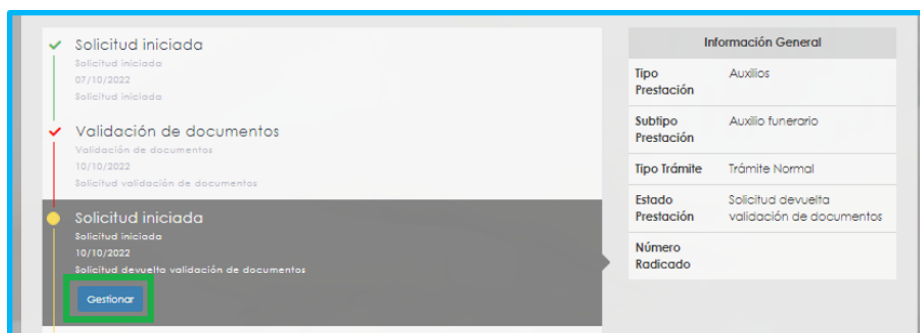 Solicitud iniciada
Solicitud iniciada
07/10/2022
Solicitud iniciada
Validación de documentos
Validación de documentos
10/10/2022
Solicitud validación de documentos
Solicitud iniciada
Solicitud iniciada
10/10/2022
Solicitud devuelta validación de documentos
Gestionar
Información General
Tipo Auxilios
Prestación
Subtipo Auxilio funerario
Prestación
Tipo Trámite Trámite Normal
Estado Solicitud devuelta
Prestación validación de documentos
Número
Radicado